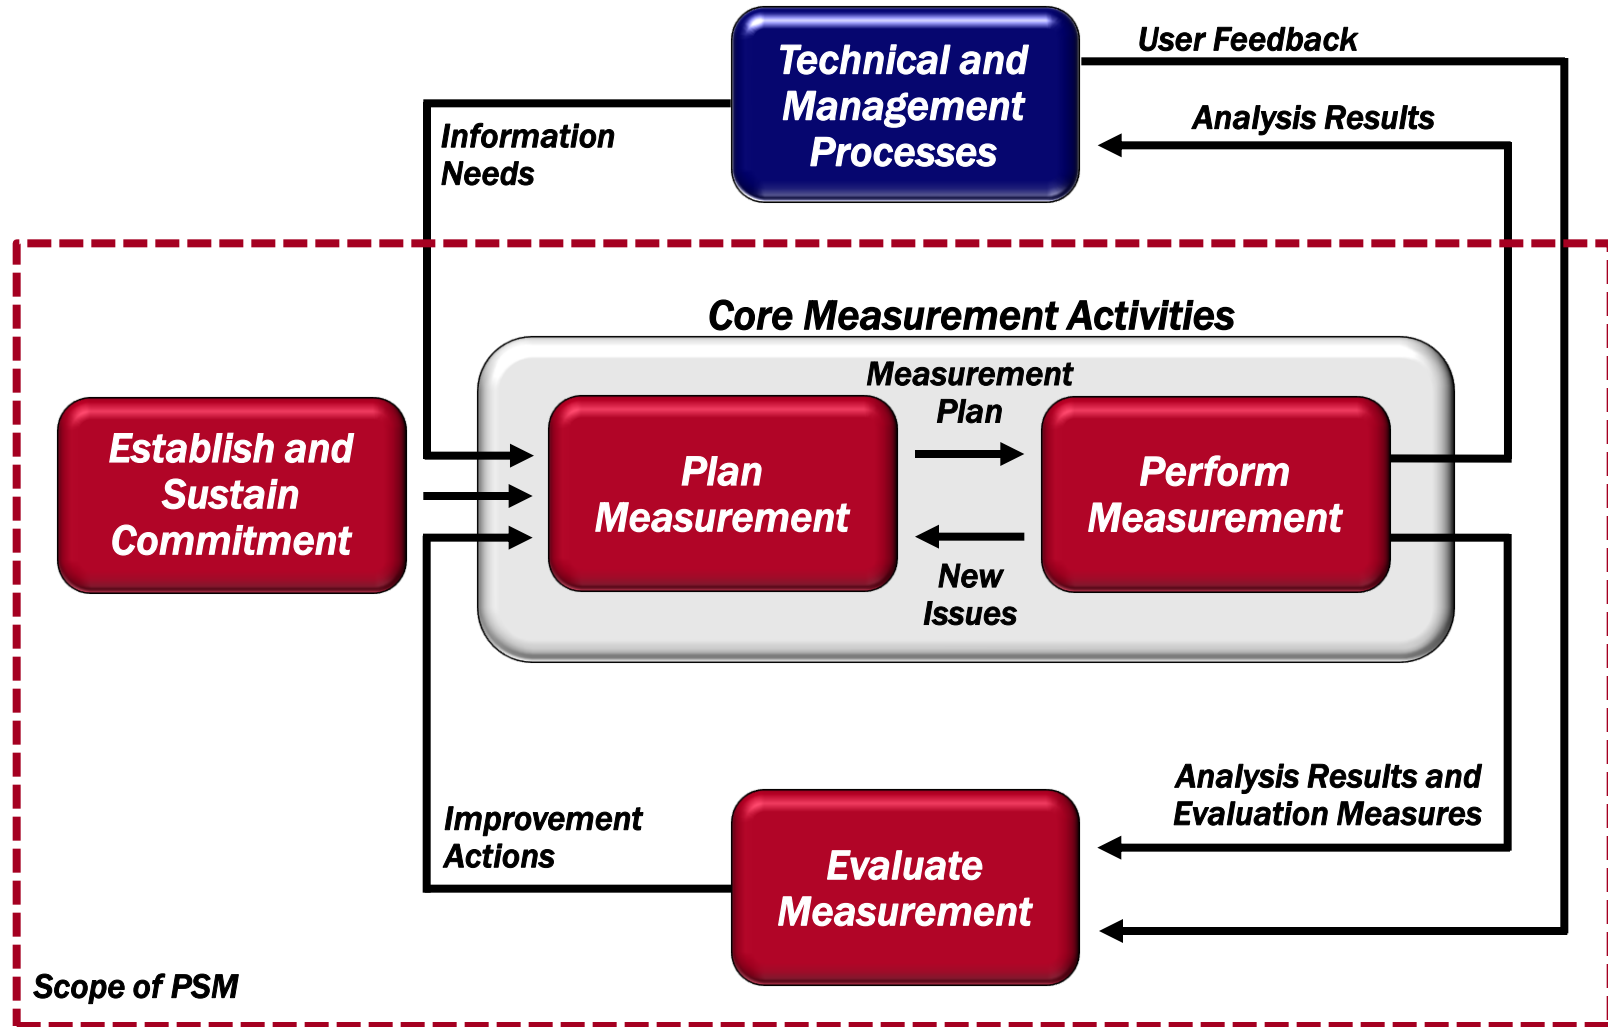 Technical and
Management
Processes
User Feedback
Analysis Results
Information
Needs
Core Measurement Activities
Measurement
Plan
Establish and
Sustain
Commitment
Plan
Measurement
Perform
Measurement
New
Issues
Analysis Results and
Evaluation Measures
Improvement
Actions
Evaluate
Measurement
Scope of PSM